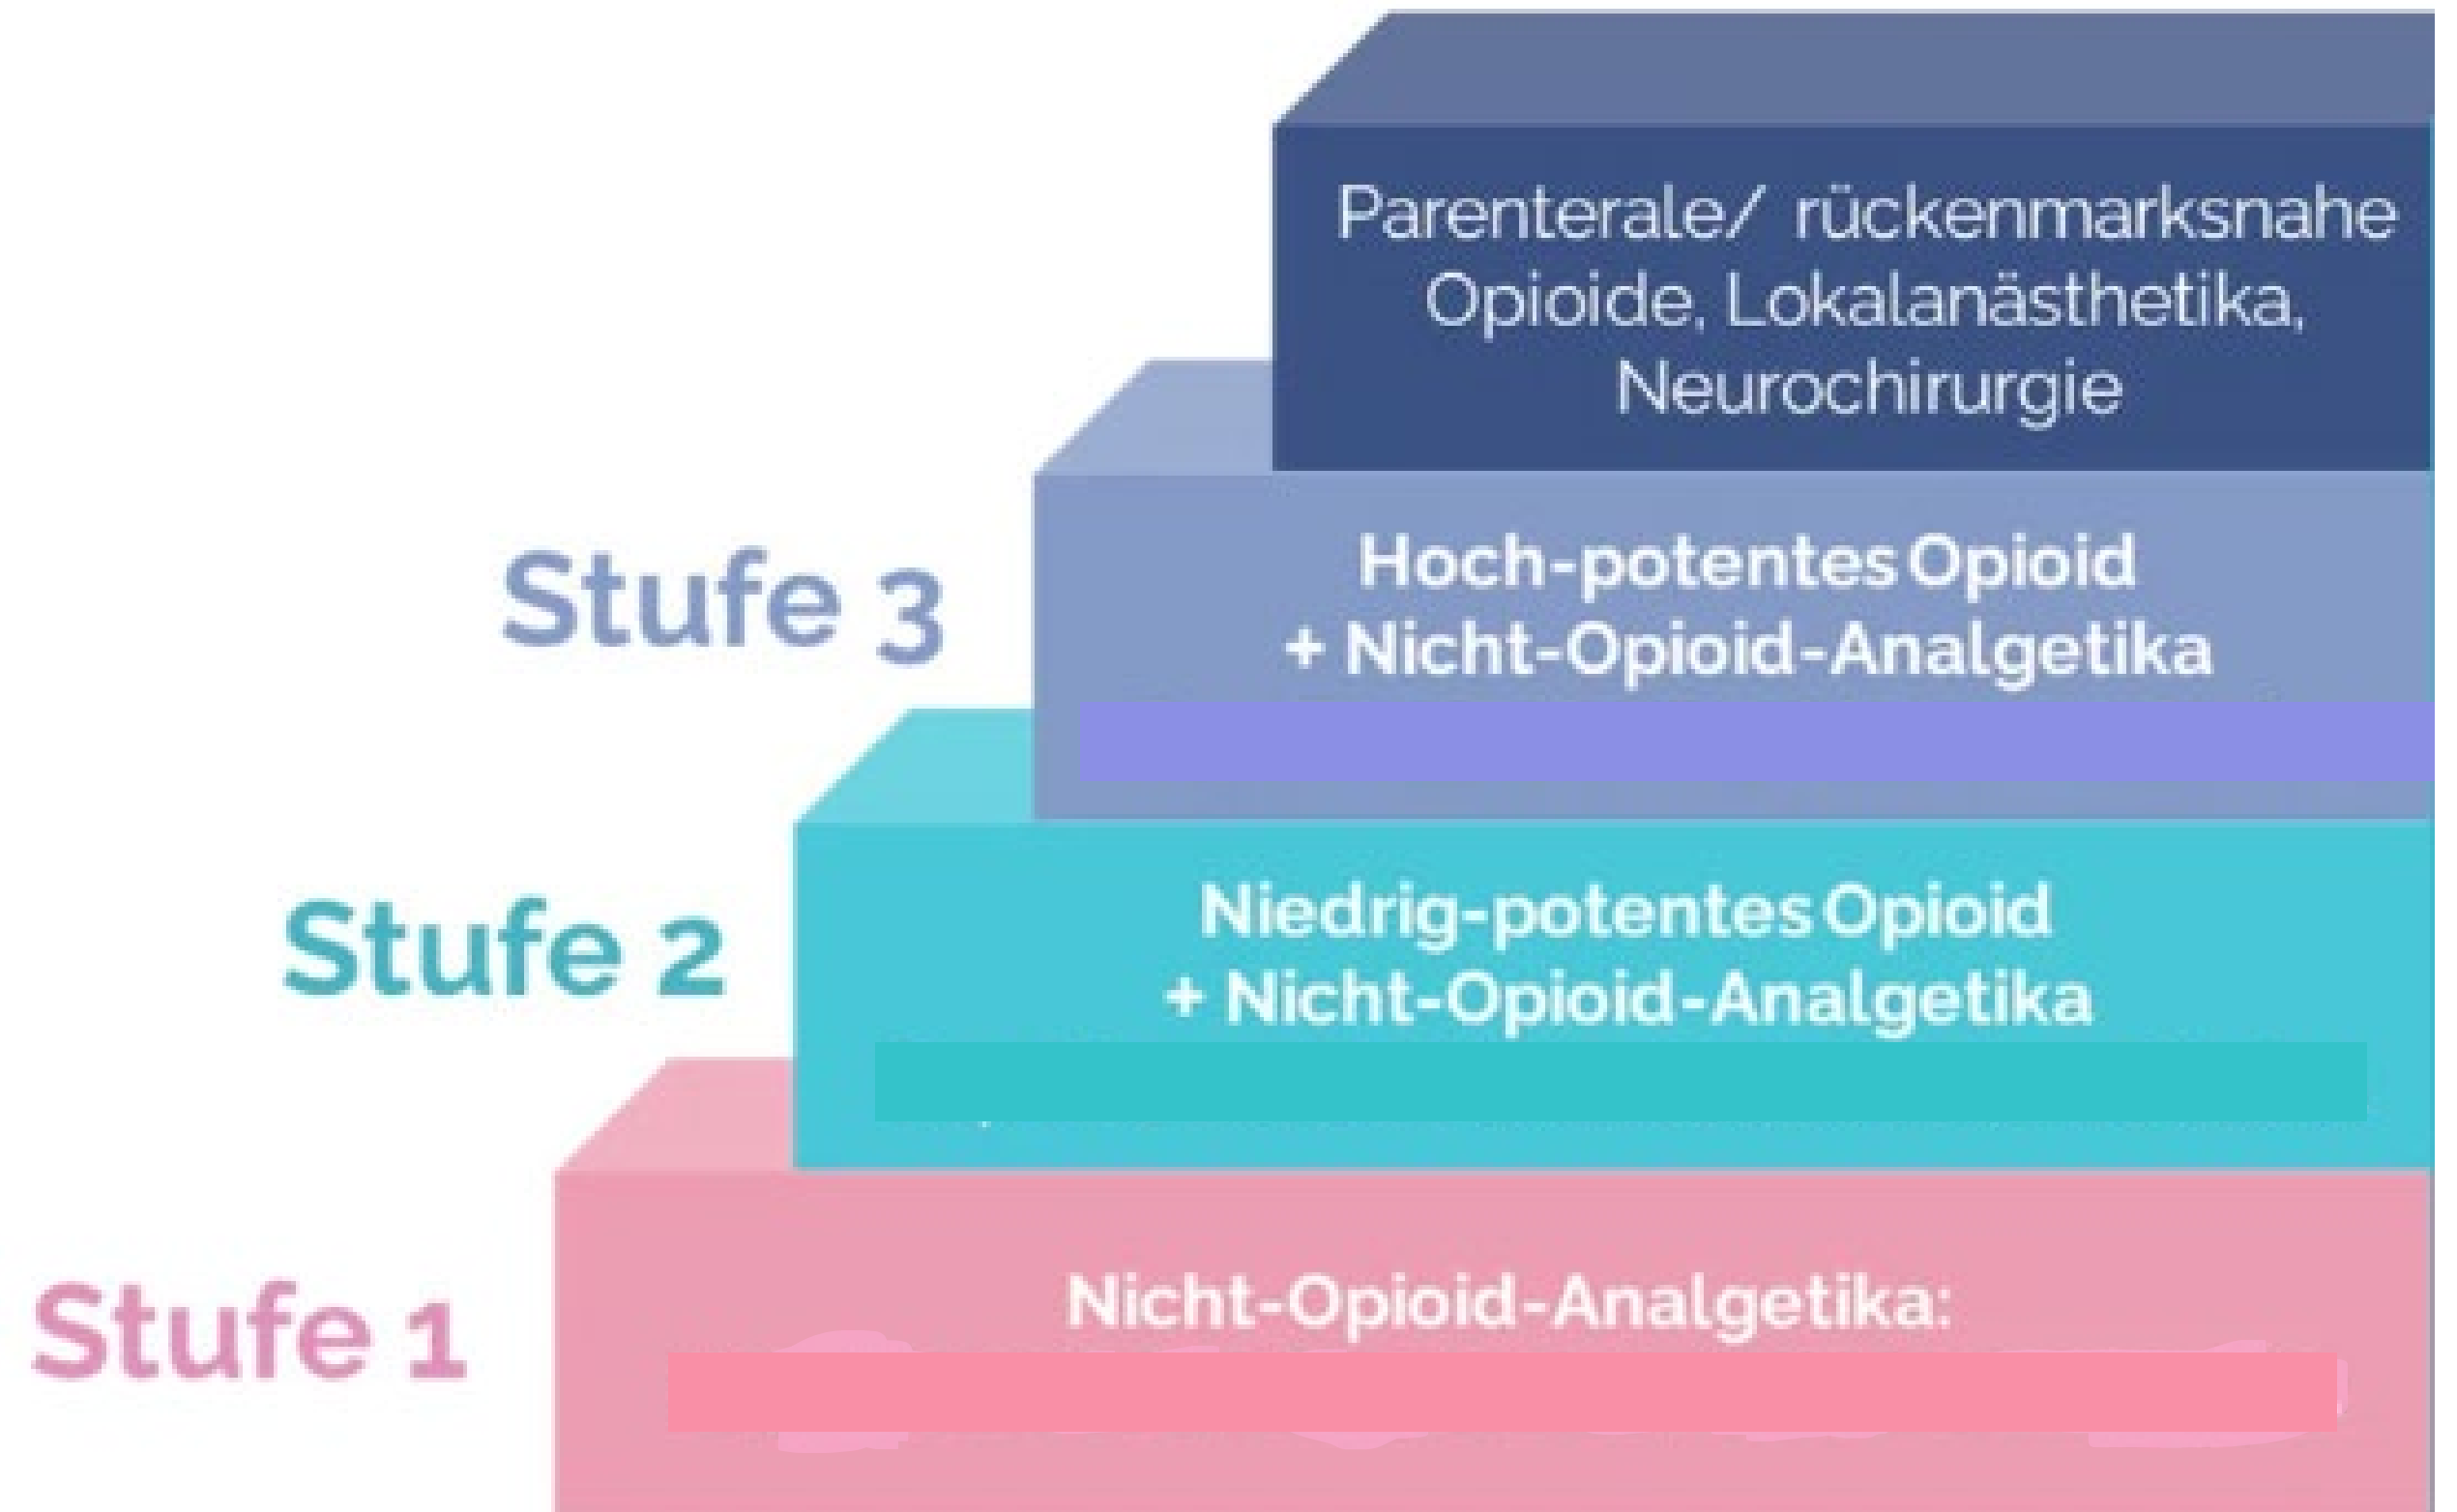 Parenterale/ rückenmarksnahe
Opioide, Lokalanästhetika,
Neurochirurgie
Stufe 3
Hoch-potentes Opioid
+ Nicht-Opioid-Analgetika
Stufe 2
Niedrig-potentes Opioid
+ Nicht-Opioid-Analgetika
Stufe 1
Nicht-Opioid-Analgetika: